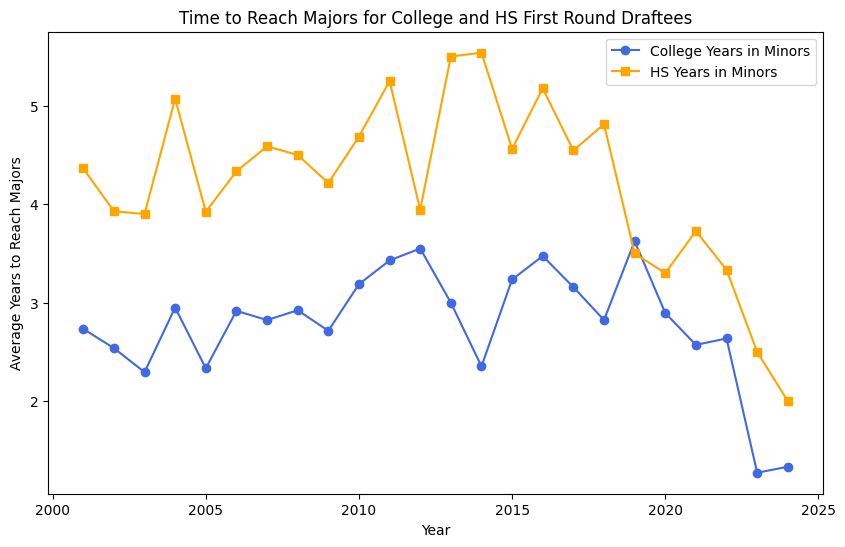 Time to Reach Majors for College and HS First Round Draftees
College Years in Minors
HS Years in Minors
Average Years to Reach Majors
5
4
3
2
2000
2005
2010
2015
2020
2025
Year